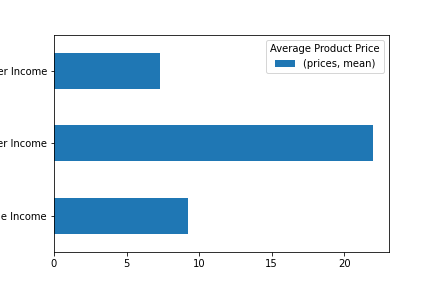 Average Product Price
(prices, mean)
er Income
er Income
e Income
0 5 10 15 20